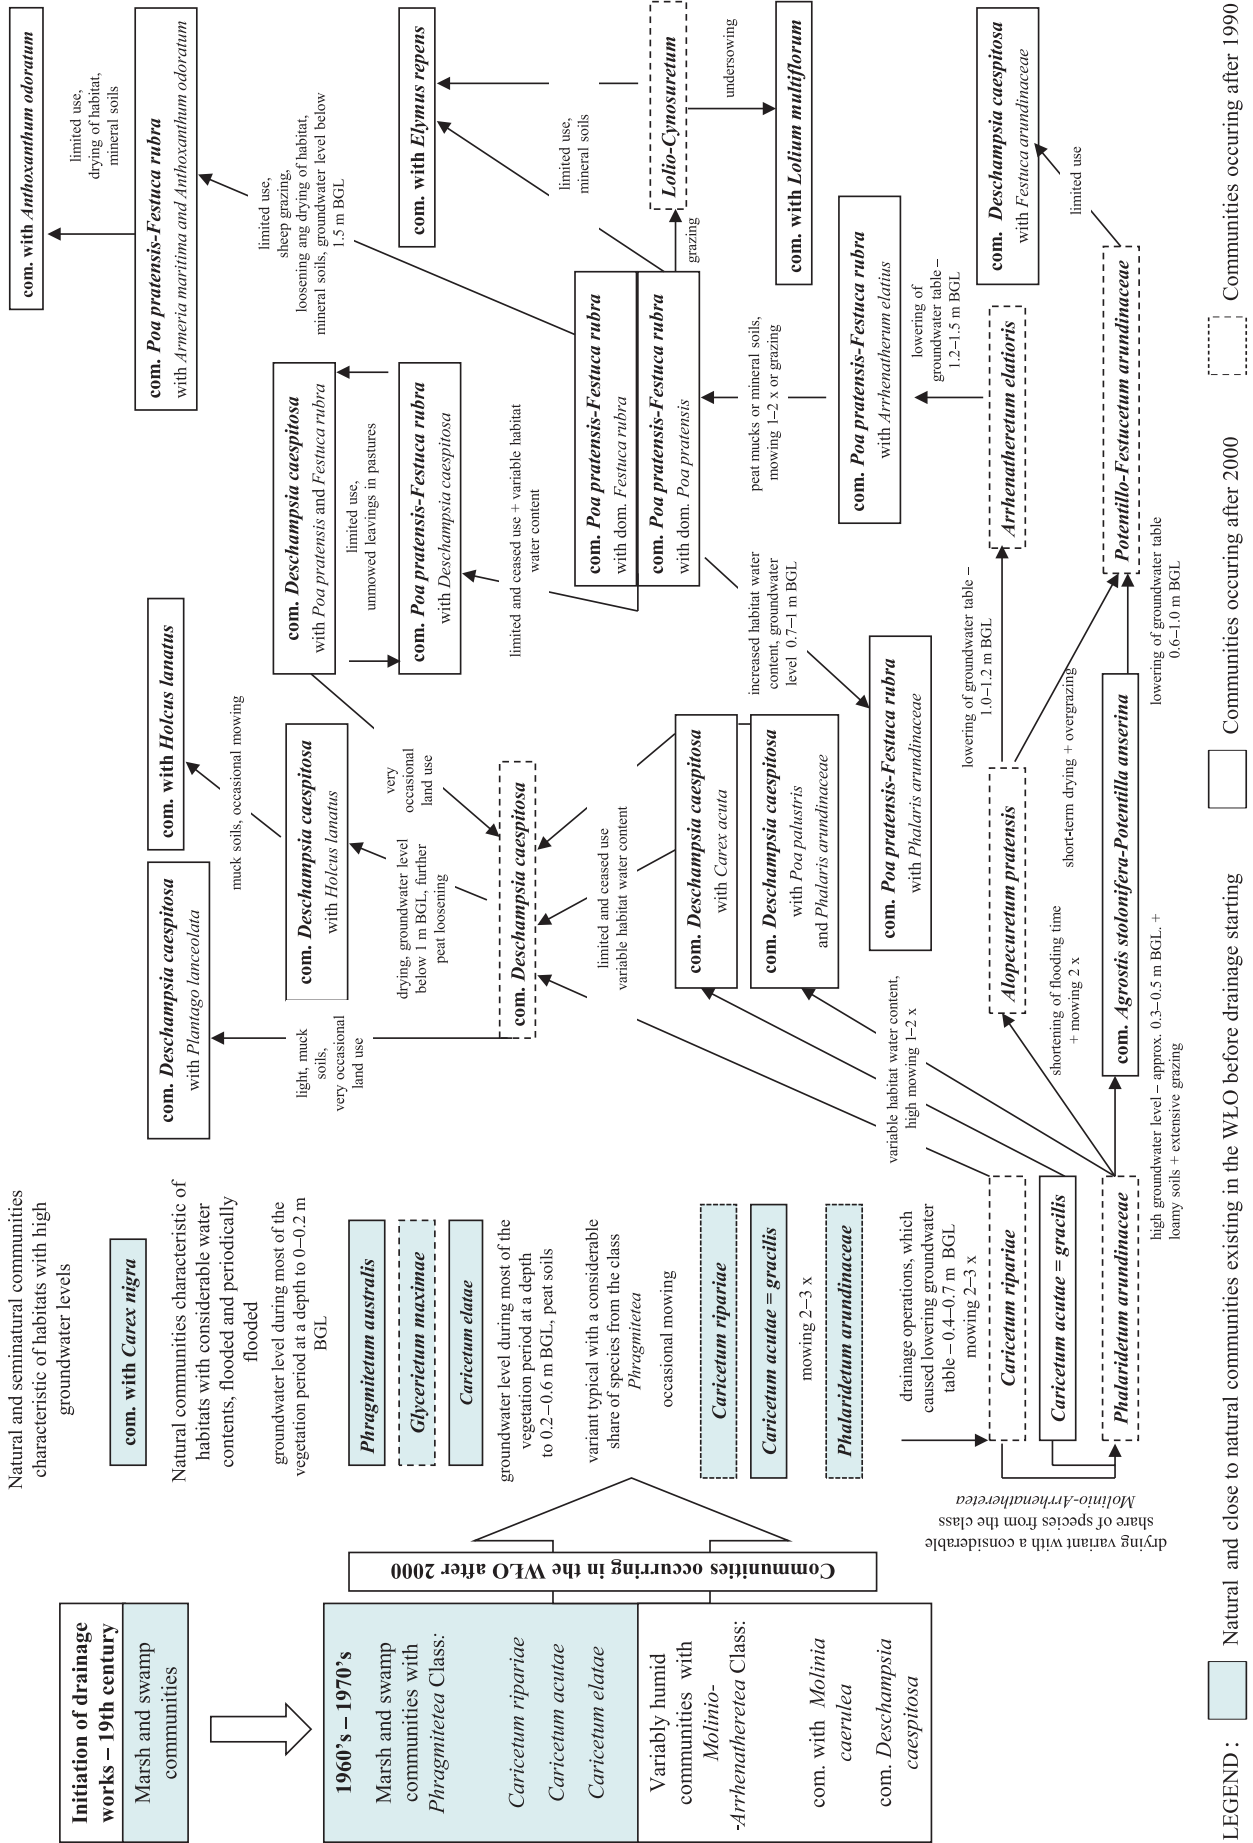 Initiation of drainage
works – 19th century
Marsh and swamp
communities
1960's – 1970's
Marsh and swamp
communities with
Phragmitetea Class:
Caricetum ripariae
Caricetum acutae
Caricetum elatae
Variably humid
communities with
Molinio-
-Arrhenatheretea Class:
com. with Molinia
caerulea
com. Deschampsia
caespitosa
Communities occurring in the WŁO after 2000
Natural and seminatural communities
characteristic of habitats with high
groundwater levels
com. with Carex nigra
Natural communities characteristic of
habitats with considerable water
contents, flooded and periodically
flooded
groundwater level during most of the
vegetation period at a depth to 0–0.2 m
BGL
Phragmitetum australis
Glycerietum maximae
Caricetum elatae
groundwater level during most of the
vegetation period at a depth
to 0.2–0.6 m BGL, peat soils
variant typical with a considerable
share of species from the class
Phragmitetea
occasional mowing
Caricetum ripariae
Caricetum acutae = gracilis
mowing 2–3 x
Phalaridetum arundinaceae
drainage operations, which
caused lowering groundwater
table – 0.4–0.7 m BGL
mowing 2–3 x
Caricetum ripariae
Caricetum acutae = gracilis
Phalaridetum arundinaceae
drying variant with a considerable
share of species from the class
Molinio-Arrhenatheretea
com. Deschampsia caespitosa
with Plantago lanceolata
light, muck
soils,
very occasional
land use
com. with Holcus lanatus
muck soils, occasional mowing
com. Deschampsia caespitosa
with Holcus lanatus
drying, groundwater level
below 1 m BGL, further
peat loosening
very
occasional
land use
com. Deschampsia caespitosa
limited and ceased use
variable habitat water content
com. Deschampsia caespitosa
with Carex acuta
com. Deschampsia caespitosa
with Poa palustris
and Phalaris arundinaceae
variable habitat water content,
high mowing 1–2 x
com. Poa pratensis-Festuca rubra
with Phalaris arundinaceae
Alopecuretum pratensis
shortening of flooding time
+ mowing 2 x
short-term drying + overgrazing
com. Agrostis stolonifera-Potentilla anserina
high groundwater level – approx. 0.3–0.5 m BGL. +
loamy soils + extensive grazing
com. with Anthoxanthum odoratum
limited use,
drying of habitat,
mineral soils
com. Poa pratensis-Festuca rubra
with Armeria maritima and Anthoxanthum odoratum
limited use,
sheep grazing,
loosening ang drying of habitat,
mineral soils, groundwater level below
1.5 m BGL
com. Deschampsia caespitosa
with Poa pratensis and Festuca rubra
limited use,
unmowed leavings in pastures
com. Poa pratensis-Festuca rubra
with Deschampsia caespitosa
limited and ceased use + variable habitat
water content
com. with Elymus repens
limited use,
mineral soils
com. Poa pratensis-Festuca rubra
with dom. Festuca rubra
com. Poa pratensis-Festuca rubra
with dom. Poa pratensis
grazing
Lolio-Cynosuretum
undersowing
com. with Lolium multiflorum
increased habitat water
content, groundwater
level 0.7–1 m BGL
peat mucks or mineral soils,
mowing 1–2 x or grazing
com. Poa pratensis-Festuca rubra
with Arrhenatherum elatius
lowering of
groundwater table –
1.2–1.5 m BGL
lowering of groundwater table –
1.0–1.2 m BGL
Arrhenatheretum elatioris
com. Deschampsia caespitosa
with Festuca arundinaceae
limited use
Potentillo-Festucetum arundinaceae
lowering of groundwater table
0.6–1.0 m BGL
LEGEND :
Natural and close to natural communities existing in the WŁO before drainage starting
Communities occuring after 2000
Communities occuring after 1990